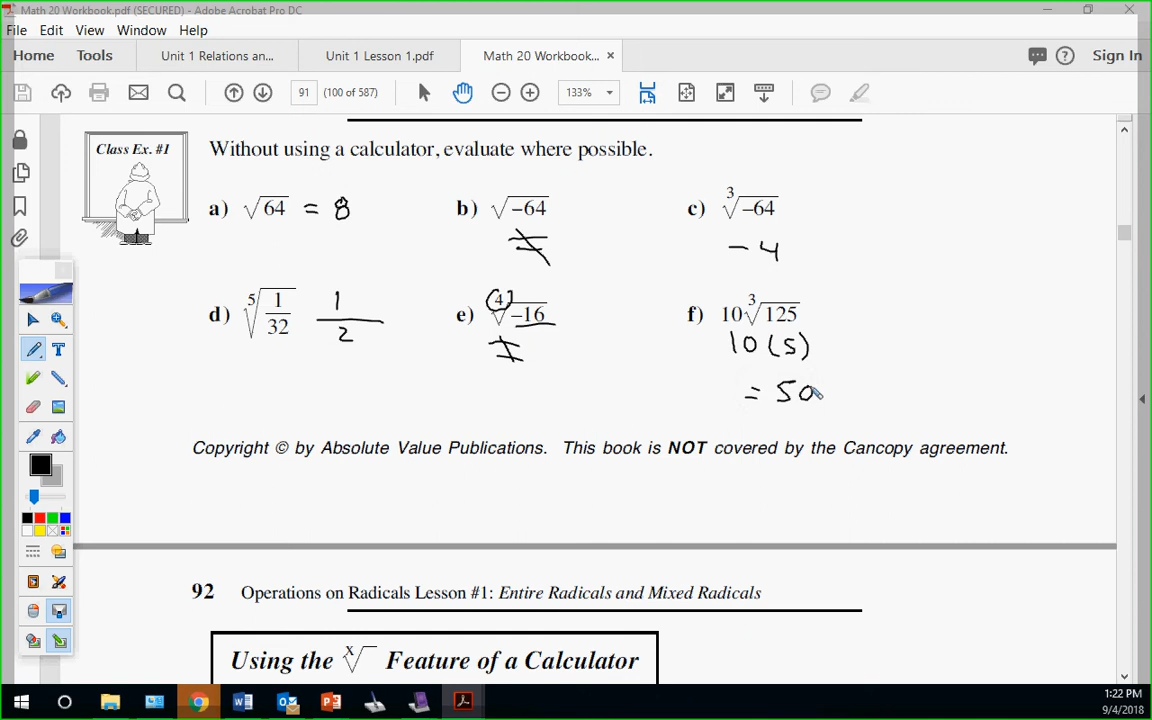 Math 20 Workbook.pdf (SECURED) - Adobe Acrobat Pro DC
File Edit View Window Help
Home Tools Unit 1 Relations an... Unit 1 Lesson 1.pdf Math 20 Workbook... × Sign In
91 (100 of 587) 133%
Class Ex. #1
Without using a calculator, evaluate where possible.
a) √64 = 8 b) √-64 c) ³√-64
-4
d) ⁵√(1/32) 1/2 e) ⁴√-16 f) 10³√125
10(5)
= 50
Copyright © by Absolute Value Publications. This book is NOT covered by the Cancopy agreement.
92 Operations on Radicals Lesson #1: Entire Radicals and Mixed Radicals
Using the ˣ√ Feature of a Calculator
1:22 PM
9/4/2018